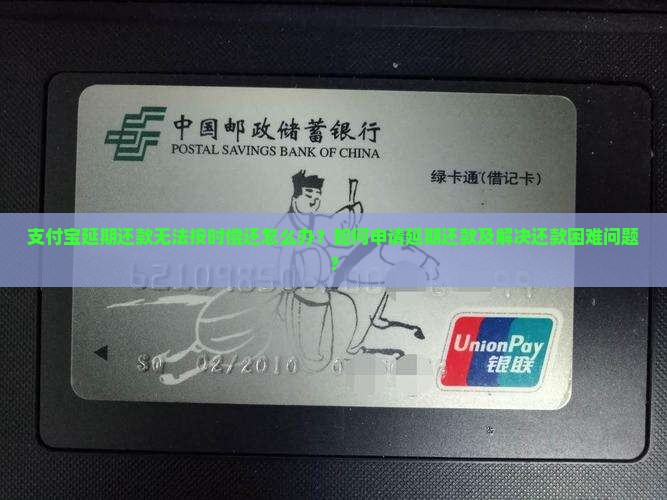 中国邮政储蓄银行
POSTAL SAVINGS BANK OF CHINA
绿卡通(借记卡)
支付宝延期还款无法按时偿还怎么办?如何申请延期还款及解决还款困难问题
?
UnionPay
银联
02/2010